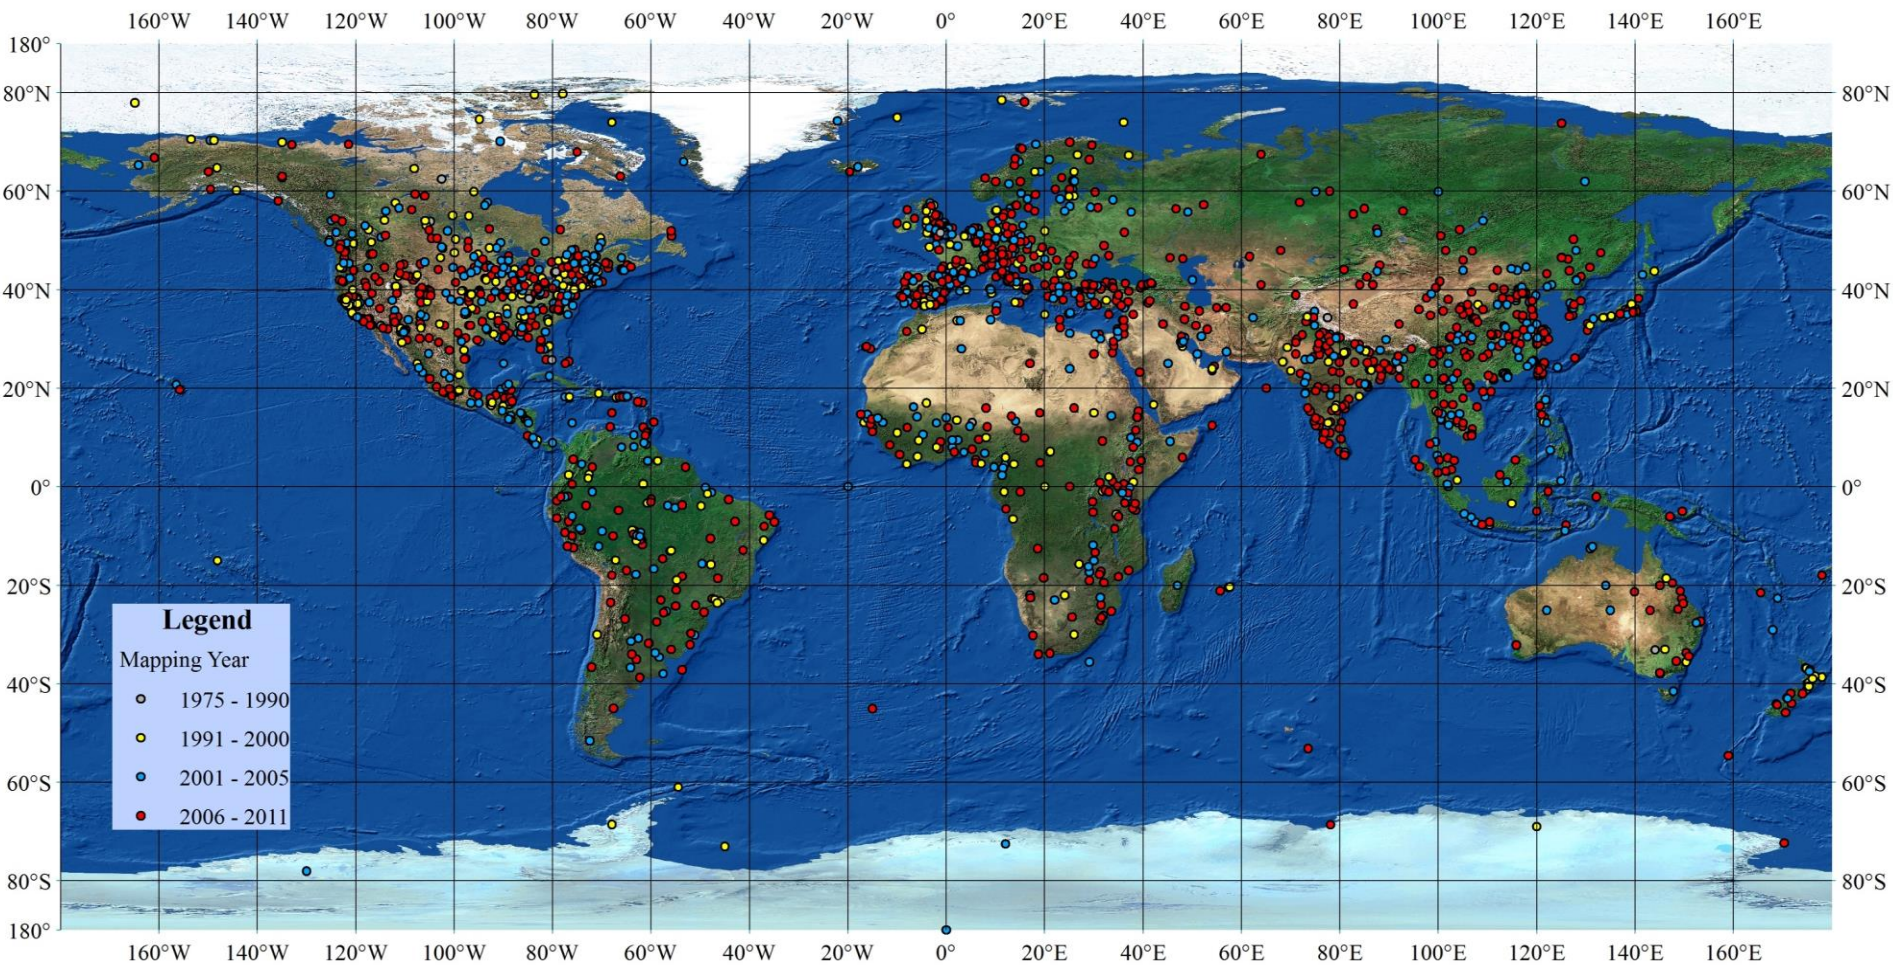 160°W 140°W 120°W 100°W 80°W 60°W 40°W 20°W 0° 20°E 40°E 60°E 80°E 100°E 120°E 140°E 160°E
180°
80°N 80°N
60°N 60°N
40°N 40°N
20°N 20°N
0° 0°
20°S 20°S
Legend
Mapping Year
1975 - 1990
1991 - 2000
2001 - 2005
2006 - 2011
40°S 40°S
60°S 60°S
80°S 80°S
180°
160°W 140°W 120°W 100°W 80°W 60°W 40°W 20°W 0° 20°E 40°E 60°E 80°E 100°E 120°E 140°E 160°E